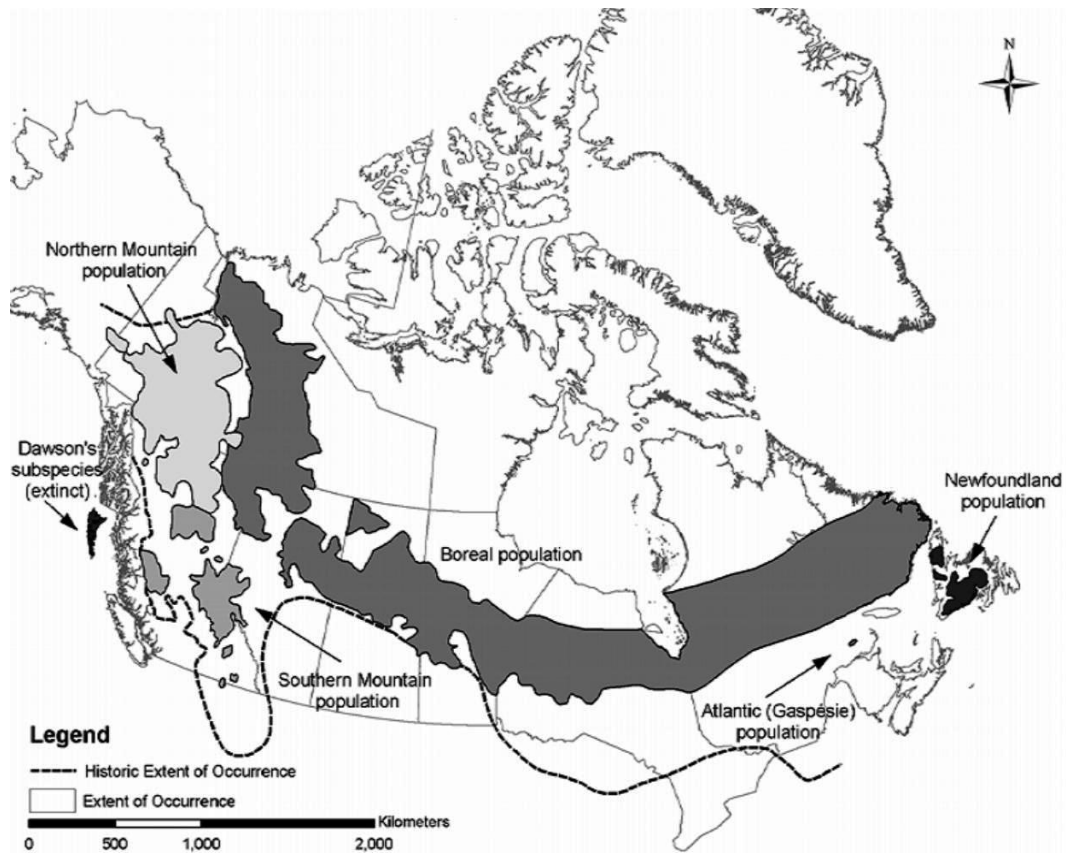 N
Northern Mountain
population
Dawson's
subspecies
(extinct)
Newfoundland
population
Boreal population
Southern Mountain
population
Atlantic (Gaspésie)
population
Legend
Historic Extent of Occurrence
Extent of Occurrence
Kilometers
0 500 1,000 2,000